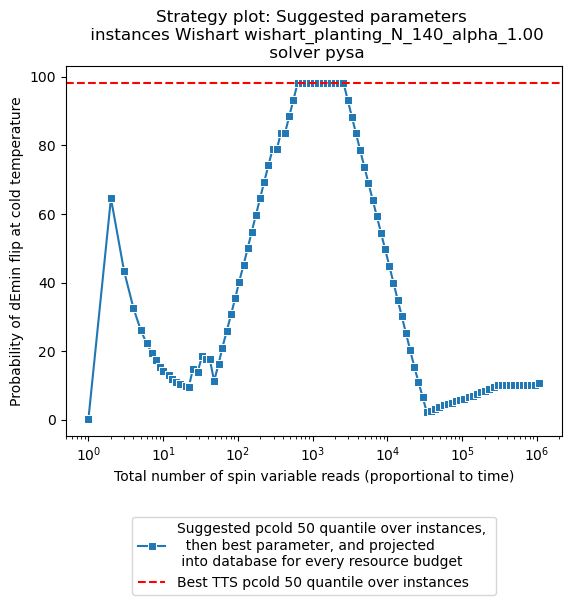 Strategy plot: Suggested parameters
instances Wishart wishart_planting_N_140_alpha_1.00
solver pysa
100
80
60
40
20
0
Probability of dEmin flip at cold temperature
10^0 10^1 10^2 10^3 10^4 10^5 10^6
Total number of spin variable reads (proportional to time)
Suggested pcold 50 quantile over instances,
then best parameter, and projected
into database for every resource budget
Best TTS pcold 50 quantile over instances